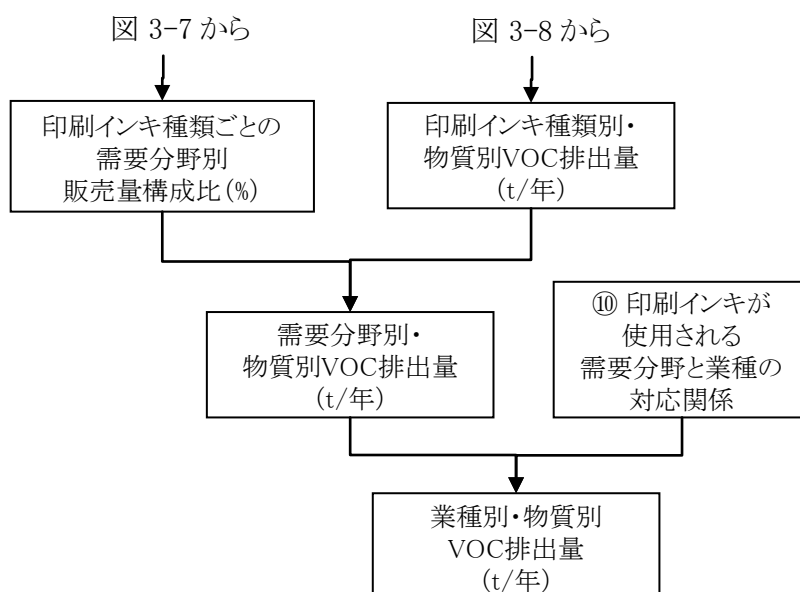 図 3-7 から
図 3-8 から
印刷インキ種類ごとの
需要分野別
販売量構成比(%)
印刷インキ種類別・
物質別VOC排出量
(t/年)
需要分野別・
物質別VOC排出量
(t/年)
⑩ 印刷インキが
使用される
需要分野と業種の
対応関係
業種別・物質別
VOC排出量
(t/年)